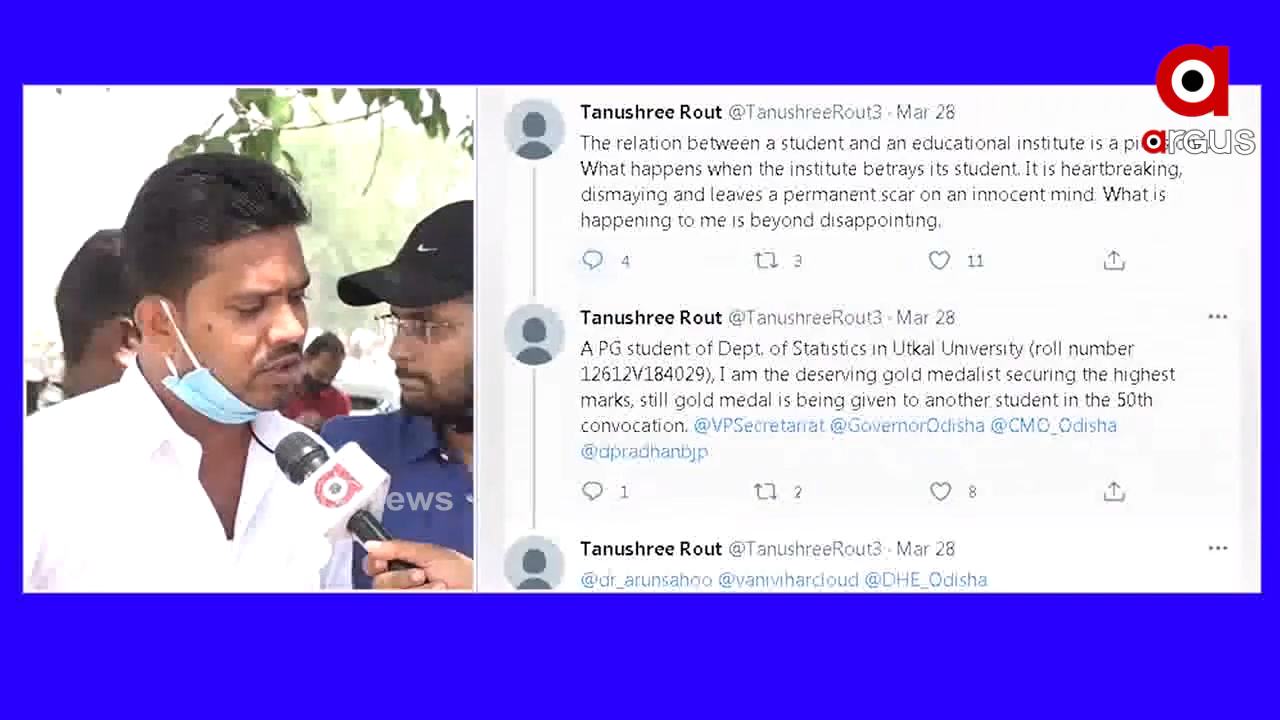 argus
Tanushree Rout @TanushreeRout3 · Mar 28
The relation between a student and an educational institute is a
What happens when the institute betrays its student. It is heartbreaking,
dismaying and leaves a permanent scar on an innocent mind. What is
happening to me is beyond disappointing.
4 3 11
Tanushree Rout @TanushreeRout3 · Mar 28
A PG student of Dept. of Statistics in Utkal University (roll number
12612V184029), I am the deserving gold medalist securing the highest
marks, still gold medal is being given to another student in the 50th
convocation. @VPSecretariat @GovernorOdisha @CMO_Odisha
@dpradhanbjp
1 2 8
Tanushree Rout @TanushreeRout3 · Mar 28
@dr_arunsahoo @vaniviharcloud @DHE_Odisha
news